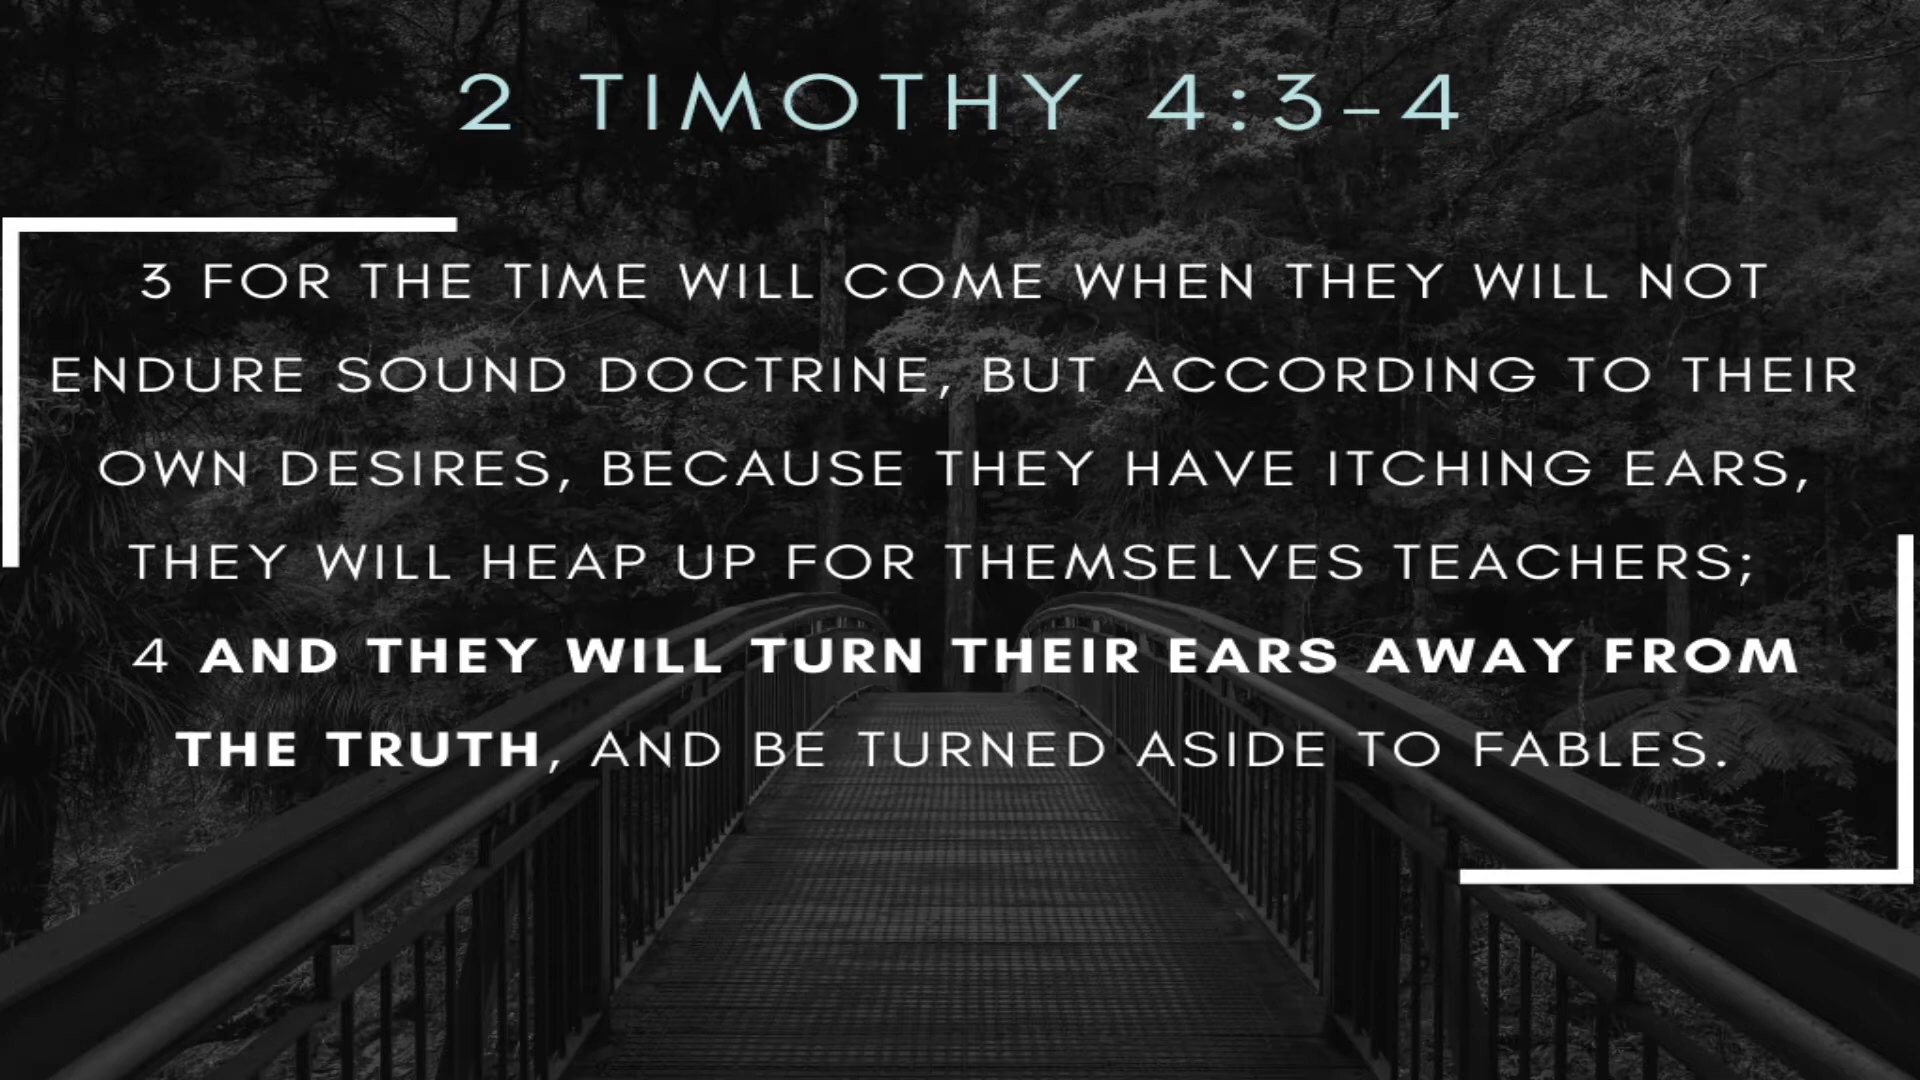 2 TIMOTHY 4:3-4
3 FOR THE TIME WILL COME WHEN THEY WILL NOT
ENDURE SOUND DOCTRINE, BUT ACCORDING TO THEIR
OWN DESIRES, BECAUSE THEY HAVE ITCHING EARS,
THEY WILL HEAP UP FOR THEMSELVES TEACHERS;
4 AND THEY WILL TURN THEIR EARS AWAY FROM
THE TRUTH, AND BE TURNED ASIDE TO FABLES.